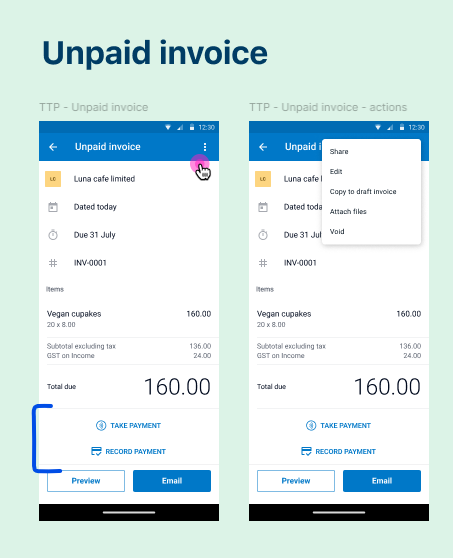 Unpaid invoice
TTP - Unpaid invoice
12:30
Unpaid invoice
LC
Luna cafe limited
Dated today
Due 31 July
INV-0001
Items
Vegan cupakes 160.00
20 x 8.00
Subtotal excluding tax 136.00
GST on Income 24.00
Total due 160.00
TAKE PAYMENT
RECORD PAYMENT
Preview Email
TTP - Unpaid invoice - actions
12:30
Unpaid i
Share
Edit
Copy to draft invoice
Attach files
Void
LC
Luna cafe l
Dated toda
Due 31 July
INV-0001
Items
Vegan cupakes 160.00
20 x 8.00
Subtotal excluding tax 136.00
GST on Income 24.00
Total due 160.00
TAKE PAYMENT
RECORD PAYMENT
Preview Email